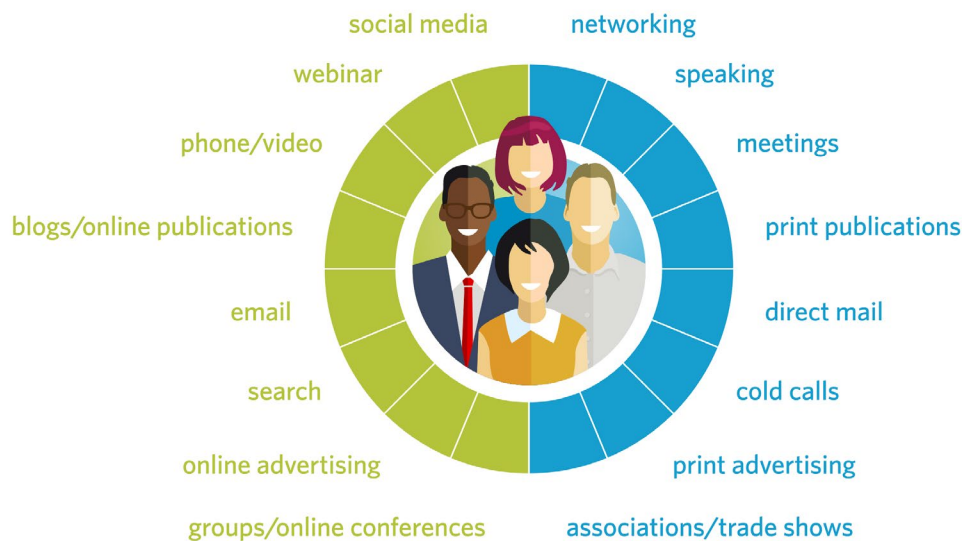 social media
networking
webinar
speaking
phone/video
meetings
blogs/online publications
print publications
email
direct mail
search
cold calls
online advertising
print advertising
groups/online conferences
associations/trade shows